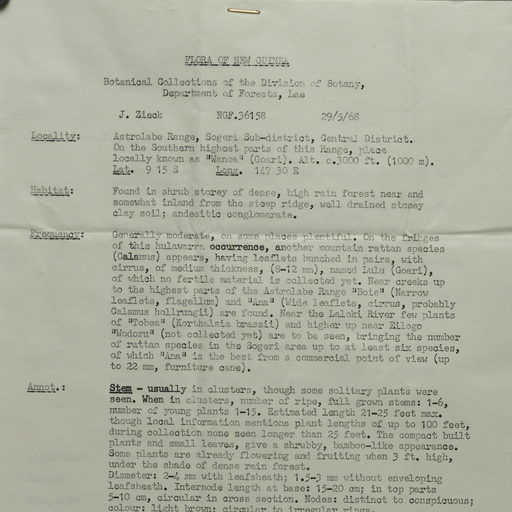 FLORA OF NEW GUINEA
Botanical Collections of the Division of Botany,
Department of Forests, Lae
J. Zieck NGF.36158 29/5/68
Locality: Astrolabe Range, Sogeri Sub-district, Central District.
On the Southern highest parts of this Range, place
locally known as "Wanoa" (Goari). Alt. c.3000 ft. (1000 m).
Lat. 9 15 S Long. 147 30 E
Habitat: Found in shrub storey of dense, high rain forest near and
somewhat inland from the steep ridge, well drained stoney
clay soil; andesitic conglomerate.
Frequency: Generally moderate, on some places plentiful. On the fringes
of this hulawarra occurrence, another mountain rattan species
(Calamus) appears, having leaflets bunched in pairs, with
cirrus, of medium thickness, (8-12 mm), named Lulu (Goari),
of which no fertile material is collected yet. Near creeks up
to the highest parts of the Astrolabe Range "Boia" (Narrow
leaflets, flagellum) and "Ana" (Wide leaflets, cirrus, probably
Calamus hollrungii) are found. Near the Laloki River few plants
of "Tobea" (Korthalsia brassii) and higher up near Eilogo
"Wodoru" (not collected yet) are to be seen, bringing the number
of rattan species in the Sogeri area up to at least six species,
of which "Ana" is the best from a commercial point of view (up
to 22 mm, furniture cane).
Annot.: Stem - usually in clusters, though some solitary plants were
seen. When in clusters, number of ripe, full grown stems: 1-6,
number of young plants 1-15. Estimated length 21-25 feet max.
though local information mentions plant lengths of up to 100 feet,
during collection none seen longer than 25 feet. The compact built
plants and small leaves, give a shrubby, bamboo-like appearance.
Some plants are already flowering and fruiting when 3 ft. high,
under the shade of dense rain forest.
Diameter: 2-4 mm with leafsheath; 1.5-3 mm without enveloping
leafsheath. Internode length at base: 15-20 cm; in top parts
5-10 cm, circular in cross section. Nodes: distinct to conspicuous;
colour: light brown; circular to irregular rings.